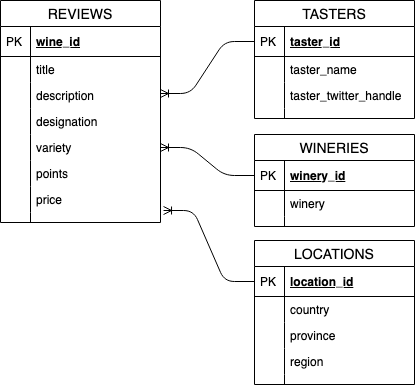 REVIEWS
PK wine_id
title
description
designation
variety
points
price
TASTERS
PK taster_id
taster_name
taster_twitter_handle
WINERIES
PK winery_id
winery
LOCATIONS
PK location_id
country
province
region